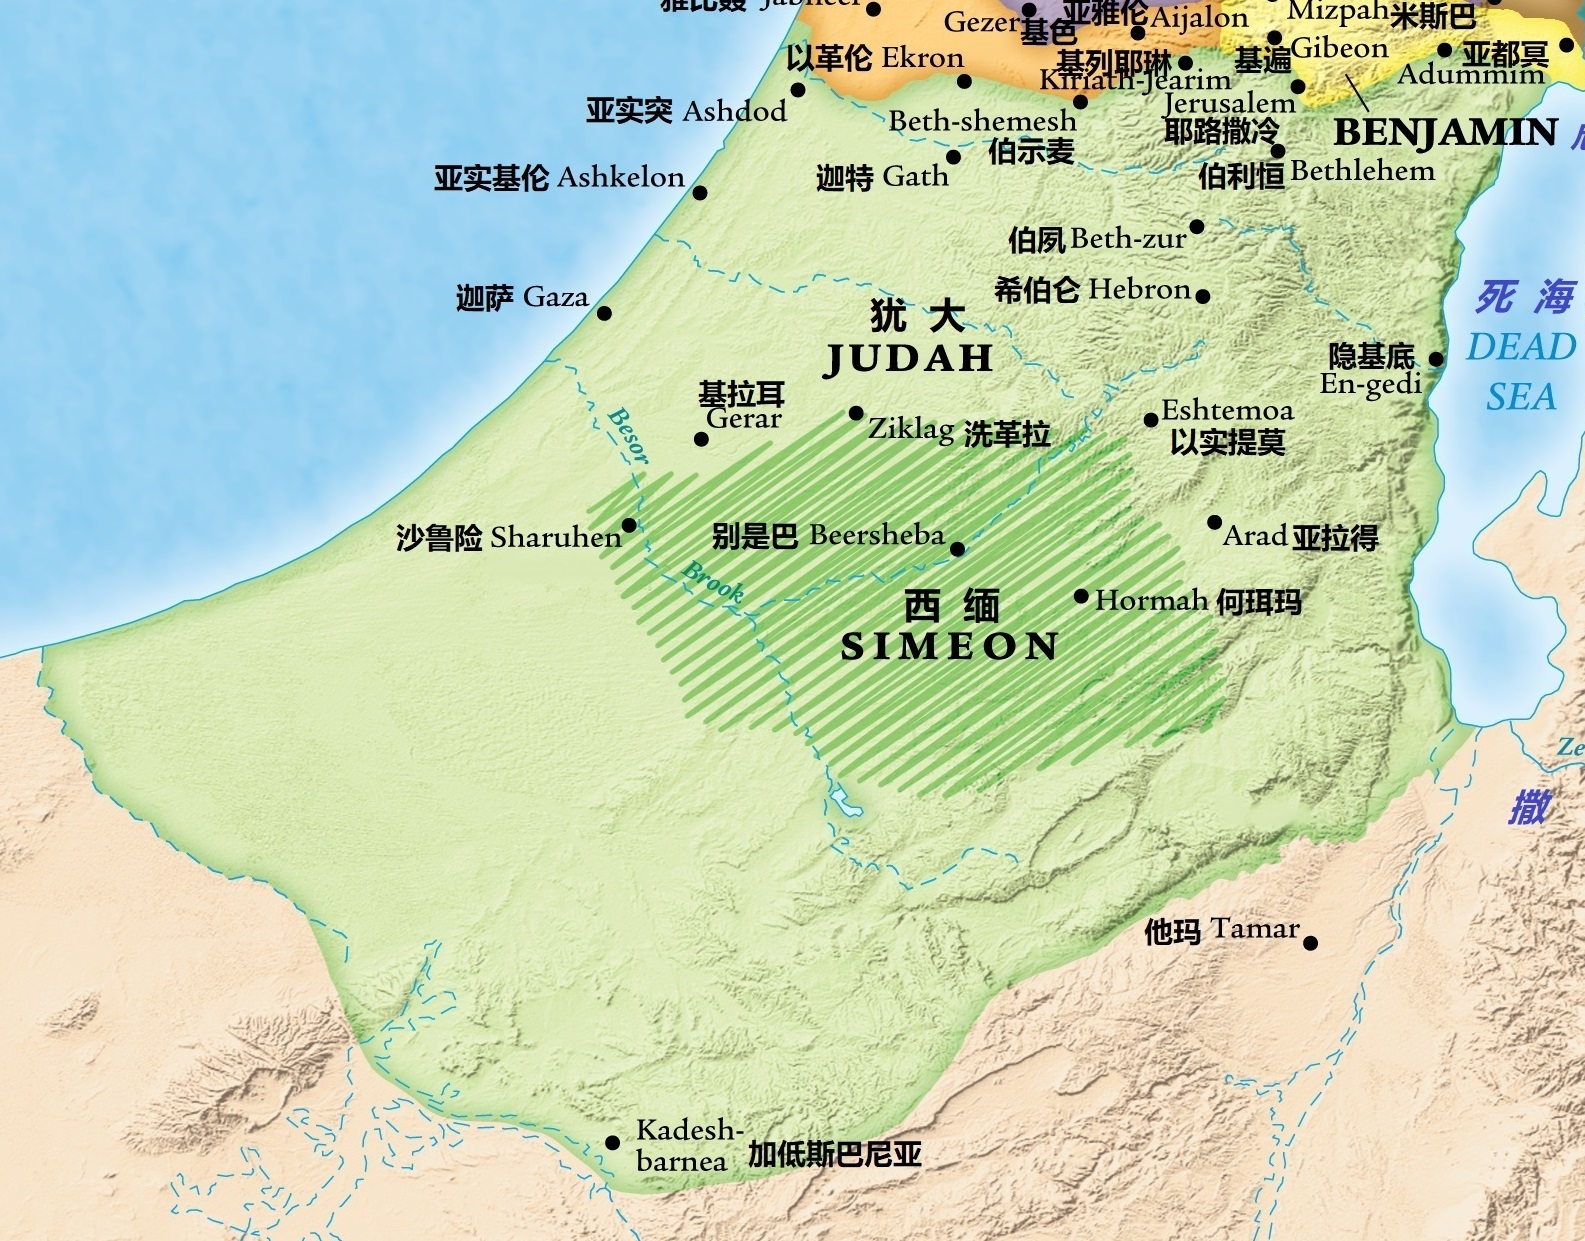 Gezer
基色
亚雅伦 Aijalon
Mizpah 米斯巴
以革伦 Ekron
基列耶琳
Kiriath-Jearim
基遍 Gibeon
亚都冥
Adummim
亚实突 Ashdod
Beth-shemesh
伯示麦
Jerusalem
耶路撒冷
BENJAMIN
亚实基伦 Ashkelon
迦特 Gath
伯利恒 Bethlehem
伯夙 Beth-zur
迦萨 Gaza
希伯仑 Hebron
死 海
DEAD
SEA
犹 大
JUDAH
隐基底
En-gedi
基拉耳
Gerar
Besor
Ziklag 洗革拉
Eshtemoa
以实提莫
沙鲁险 Sharuhen
别是巴 Beersheba
Arad 亚拉得
Brook
西 缅
SIMEON
Hormah 何珥玛
Ze
撒
他玛 Tamar
Kadesh-
barnea 加低斯巴尼亚